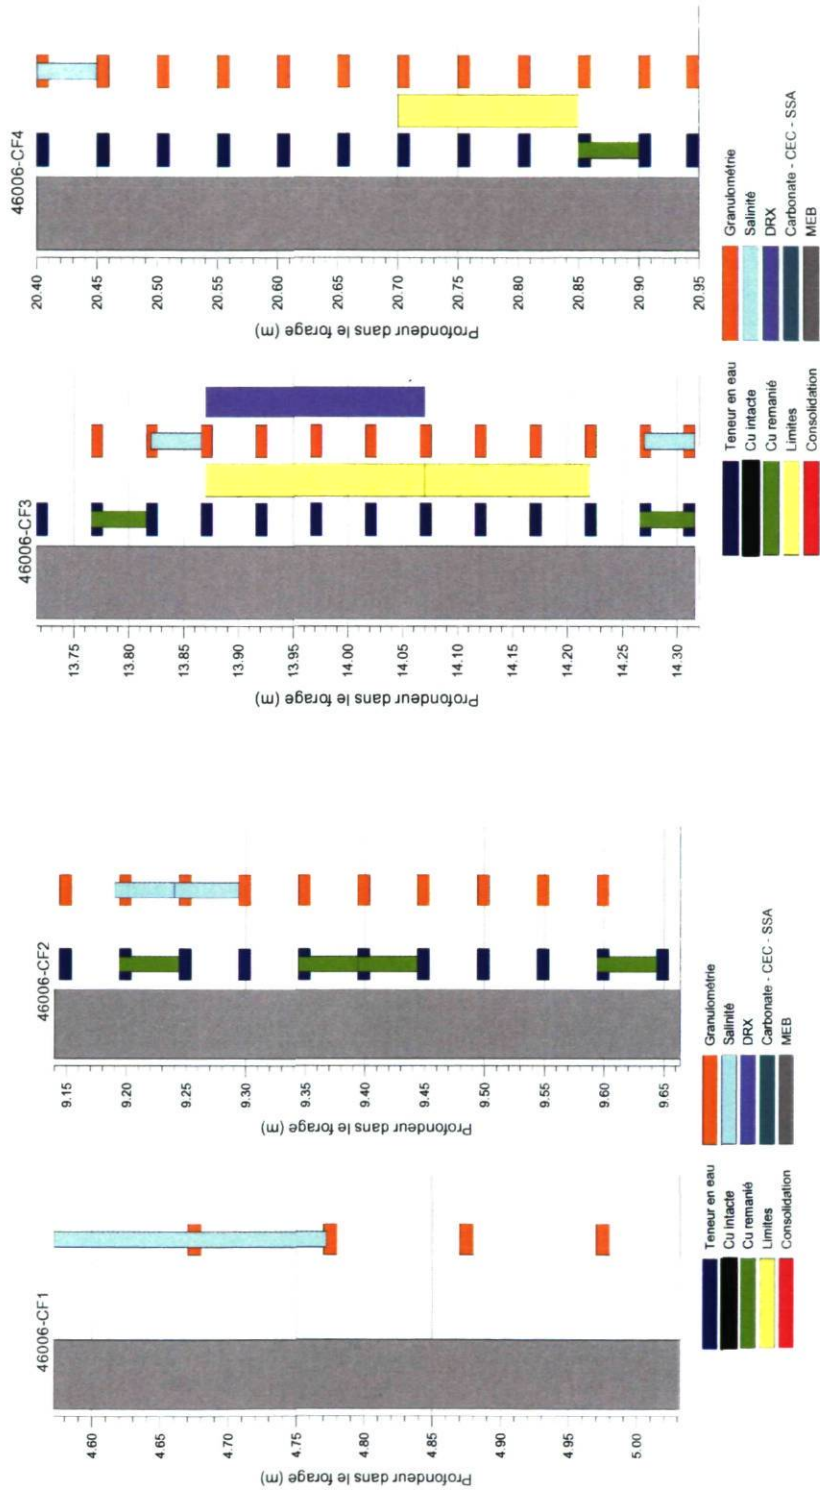 46006-CF1
Profondeur dans le forage (m)
4.60
4.65
4.70
4.75
4.80
4.85
4.90
4.95
5.00
Teneur en eau
Cu intacte
Cu remanié
Limites
Consolidation
Granulométrie
Salinité
DRX
Carbonate - CEC - SSA
MEB
46006-CF2
Profondeur dans le forage (m)
9.15
9.20
9.25
9.30
9.35
9.40
9.45
9.50
9.55
9.60
9.65
46006-CF3
Profondeur dans le forage (m)
13.75
13.80
13.85
13.90
13.95
14.00
14.05
14.10
14.15
14.20
14.25
14.30
Teneur en eau
Cu intacte
Cu remanié
Limites
Consolidation
Granulométrie
Salinité
DRX
Carbonate - CEC - SSA
MEB
46006-CF4
Profondeur dans le forage (m)
20.40
20.45
20.50
20.55
20.60
20.65
20.70
20.75
20.80
20.85
20.90
20.95